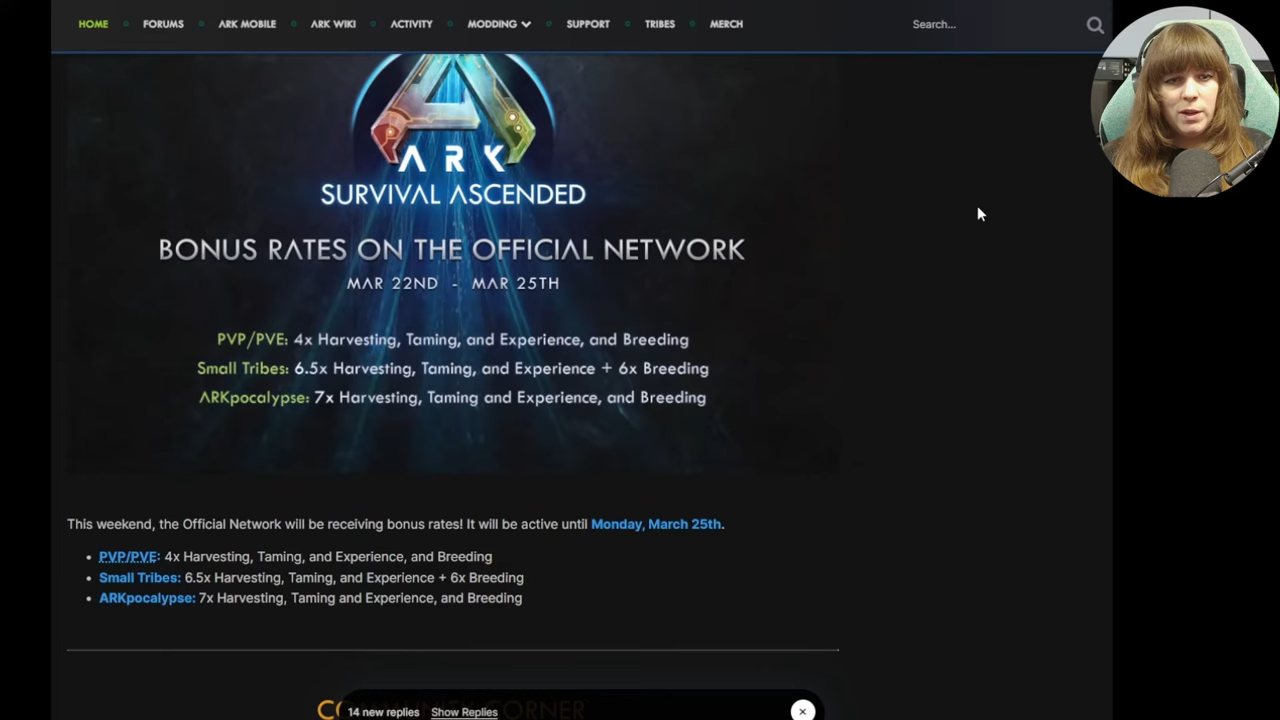 HOME FORUMS ARK MOBILE ARK WIKI ACTIVITY MODDING SUPPORT TRIBES MERCH Search...
ARK
SURVIVAL ASCENDED
BONUS RATES ON THE OFFICIAL NETWORK
MAR 22ND - MAR 25TH
PVP/PVE: 4x Harvesting, Taming, and Experience, and Breeding
Small Tribes: 6.5x Harvesting, Taming, and Experience + 6x Breeding
ARKpocalypse: 7x Harvesting, Taming and Experience, and Breeding
This weekend, the Official Network will be receiving bonus rates! It will be active until Monday, March 25th.
• PVP/PVE: 4x Harvesting, Taming, and Experience, and Breeding
• Small Tribes: 6.5x Harvesting, Taming, and Experience + 6x Breeding
• ARKpocalypse: 7x Harvesting, Taming and Experience, and Breeding
CORNER
14 new replies Show Replies